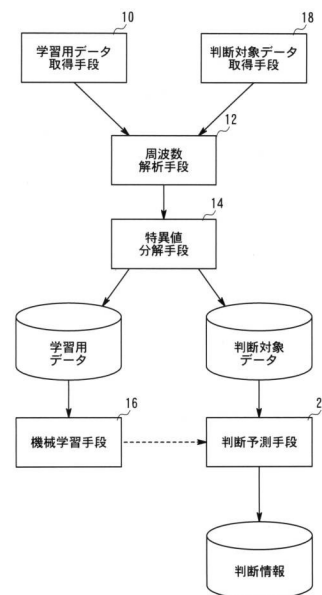 10
学習用データ
取得手段
18
判断対象データ
取得手段
12
周波数
解析手段
14
特異値
分解手段
学習用
データ
判断対象
データ
16
機械学習手段
2
判断予測手段
判断情報